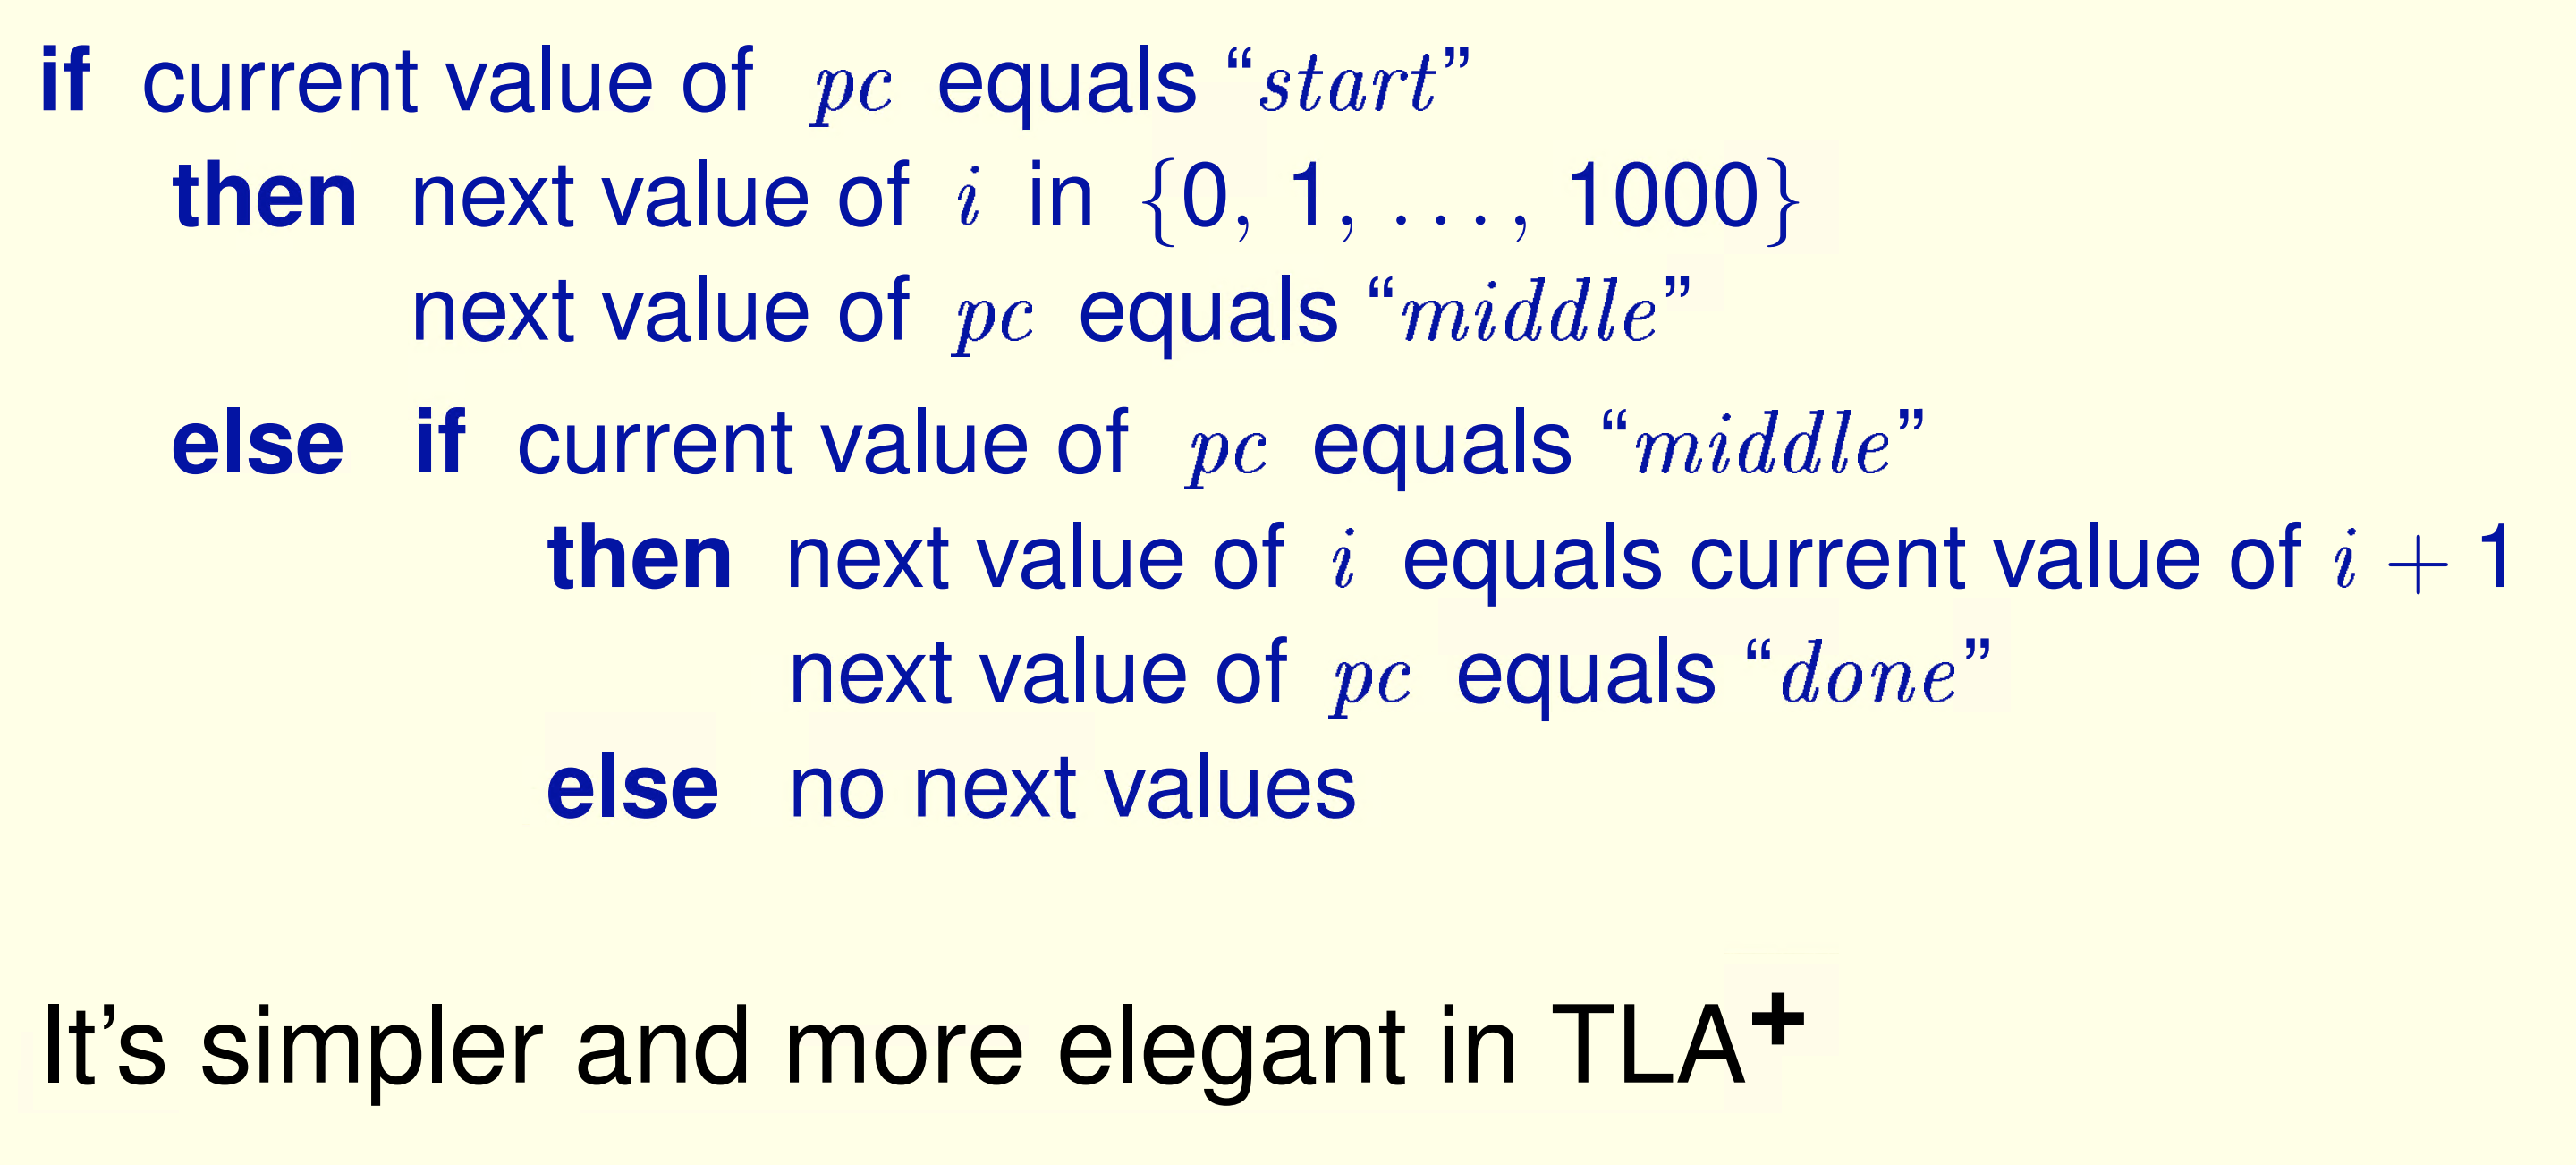 if current value of pc equals “start”
then next value of i in {0, 1, . . . , 1000}
next value of pc equals “middle”
else if current value of pc equals “middle”
then next value of i equals current value of i + 1
next value of pc equals “done”
else no next values
It’s simpler and more elegant in TLA+